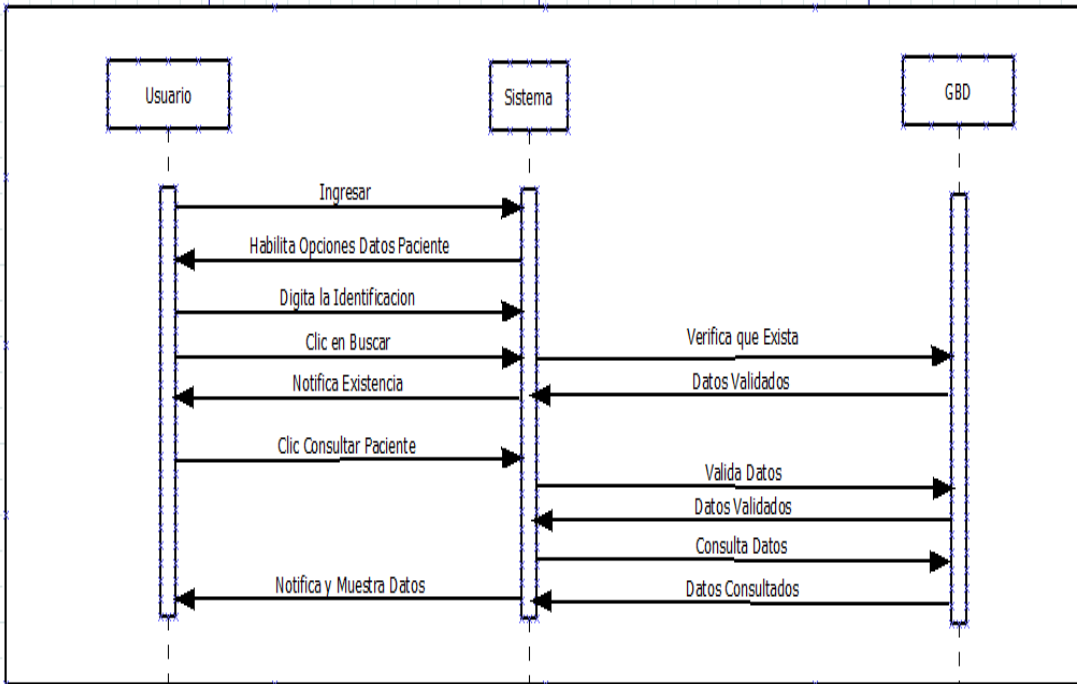 Usuario
Sistema
GBD
Ingresar
Habilita Opciones Datos Paciente
Digita la Identificacion
Clic en Buscar
Verifica que Exista
Notifica Existencia
Datos Validados
Clic Consultar Paciente
Valida Datos
Datos Validados
Consulta Datos
Notifica y Muestra Datos
Datos Consultados